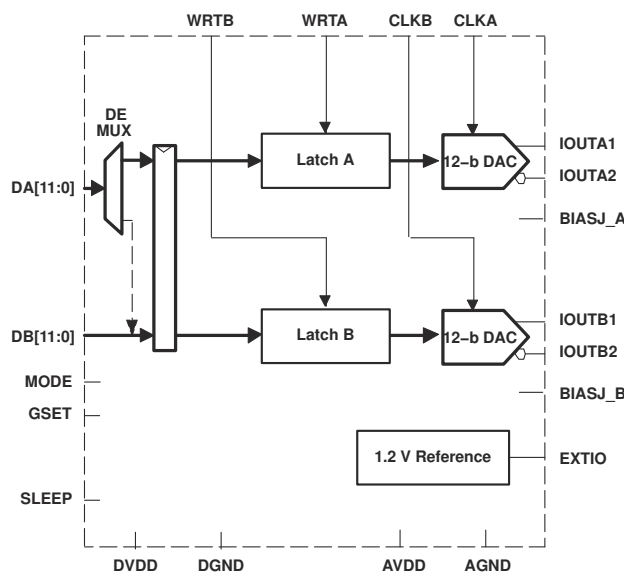 WRTB WRTA CLKB CLKA
DE
MUX
Latch A
12–b DAC
IOUTA1
IOUTA2
DA[11:0]
BIASJ_A
DB[11:0]
Latch B
12–b DAC
IOUTB1
IOUTB2
MODE
BIASJ_B
GSET
1.2 V Reference
EXTIO
SLEEP
DVDD DGND AVDD AGND